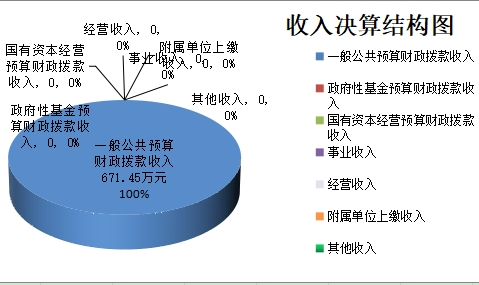 收入决算结构图
经营收入, 0,
0%
国有资本经营
预算财政拨款
收入, 0, 0%
事业收入, 0,
0%
附属单位上缴
收入, 0, 0%
其他收入, 0,
0%
政府性基金预
算财政拨款收
入, 0, 0%
一般公共预算
财政拨款收入
671.45万元
100%
一般公共预算财政拨款收入
政府性基金预算财政拨款收
入
国有资本经营预算财政拨款
收入
事业收入
经营收入
附属单位上缴收入
其他收入